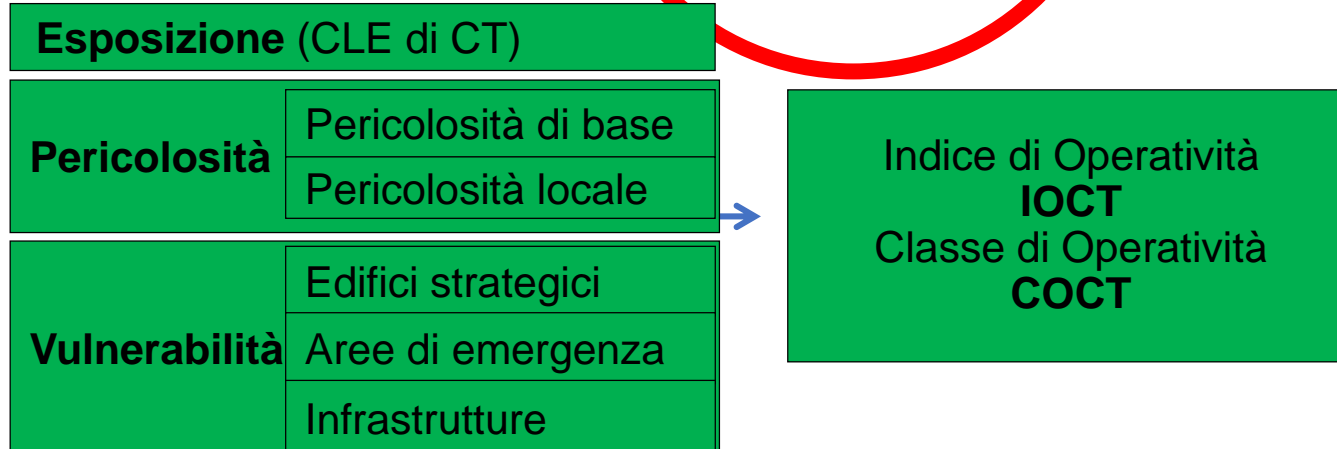 Esposizione (CLE di CT)
Pericolosità
Pericolosità di base
Pericolosità locale
Vulnerabilità
Edifici strategici
Aree di emergenza
Infrastrutture
Indice di Operatività
IOCT
Classe di Operatività
COCT